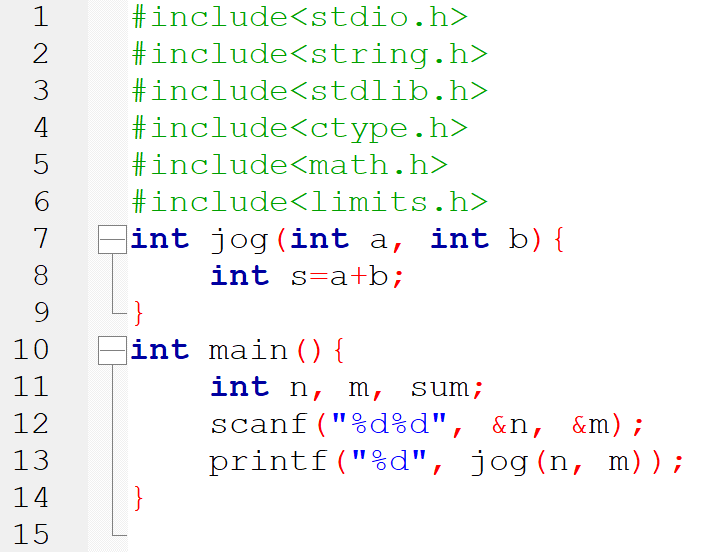 1 #include<stdio.h>
2 #include<string.h>
3 #include<stdlib.h>
4 #include<ctype.h>
5 #include<math.h>
6 #include<limits.h>
7 int jog(int a, int b){
8     int s=a+b;
9 }
10 int main(){
11     int n, m, sum;
12     scanf("%d%d", &n, &m);
13     printf("%d", jog(n, m));
14 }
15